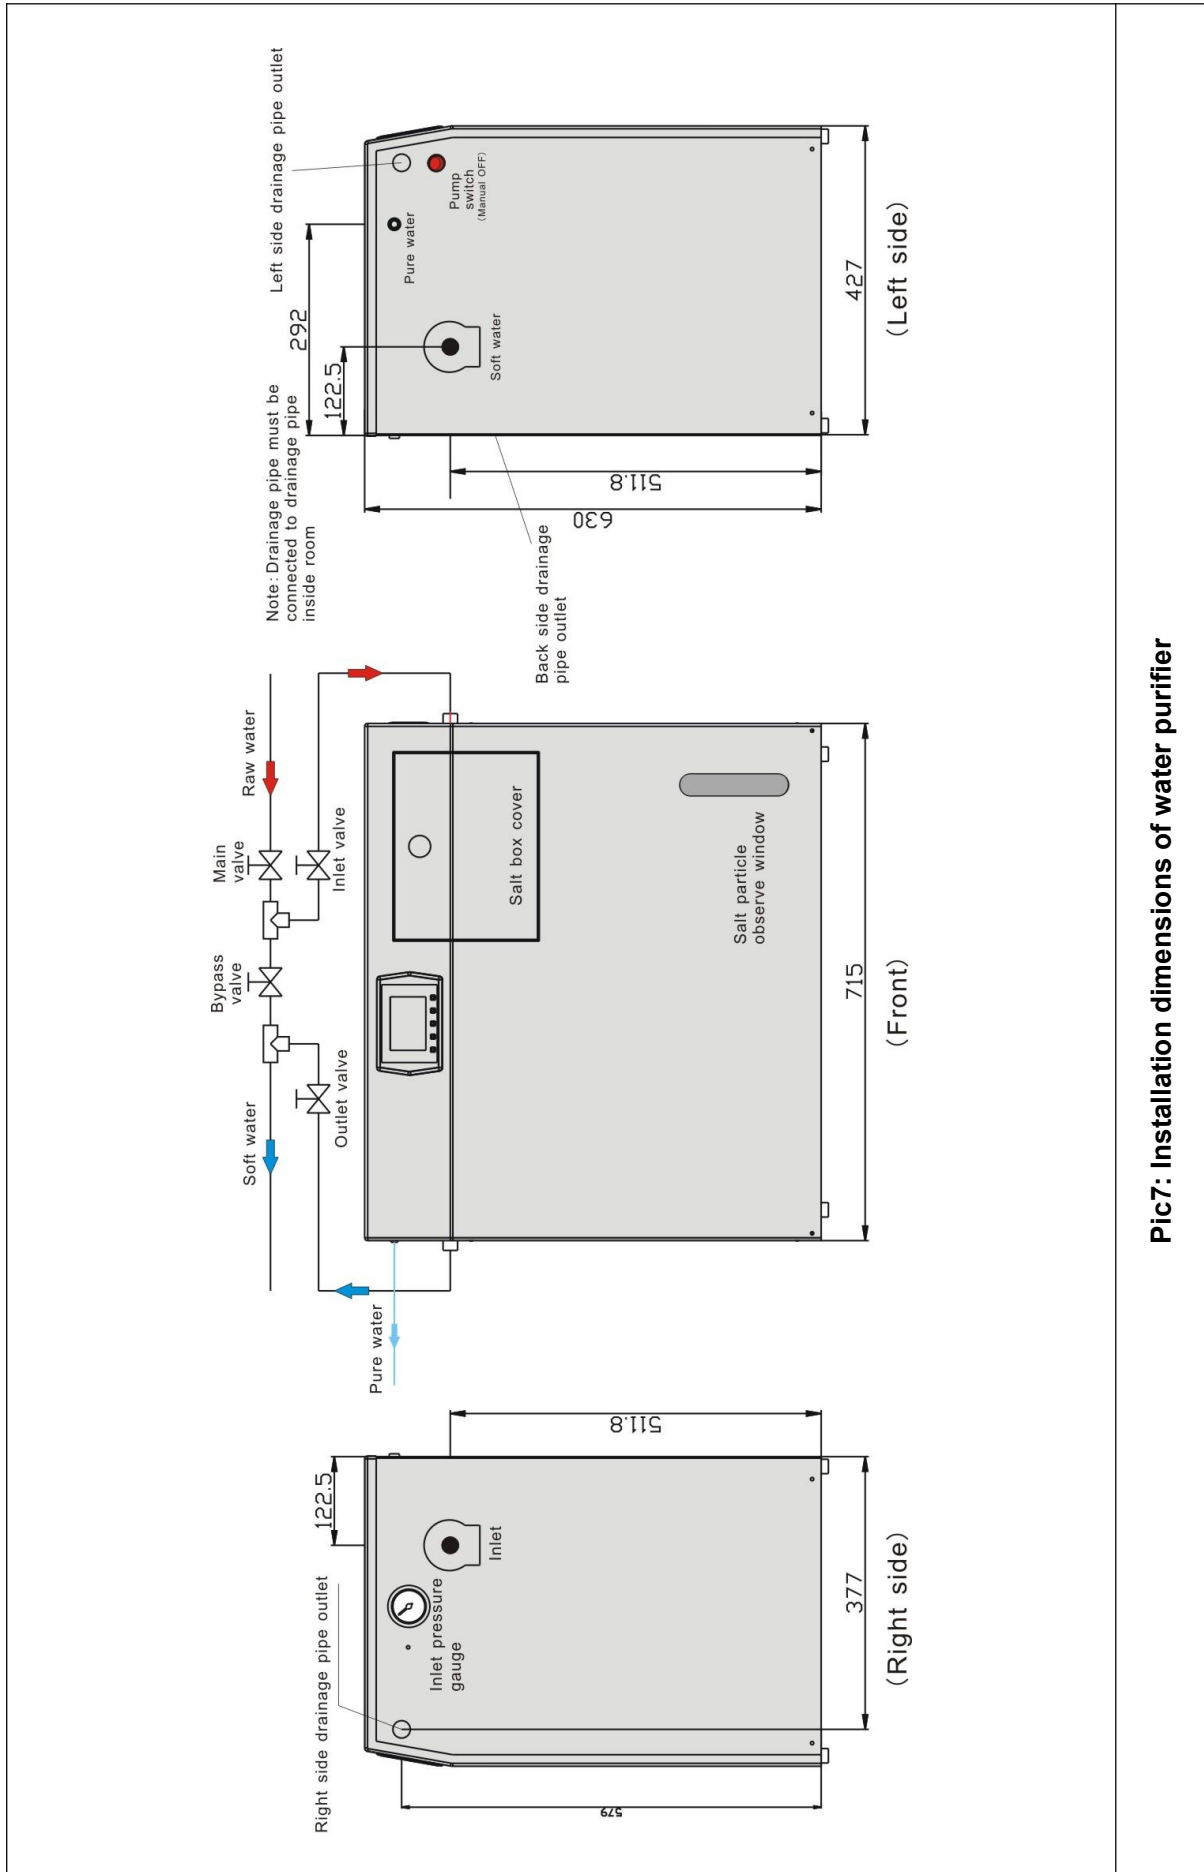 Right side drainage pipe outlet
122.5
Inlet pressure
gauge
Inlet
579
511.8
377
(Right side)
Soft water
Bypass
valve
Main
valve
Raw water
Outlet valve
Inlet valve
Pure water
Salt box cover
Salt particle
observe window
715
(Front)
Note: Drainage pipe must be
connected to drainage pipe
inside room
Back side drainage
pipe outlet
292
122.5
Left side drainage pipe outlet
Pure water
Pump
switch
(Manual OFF)
Soft water
511.8
630
427
(Left side)
Pic7: Installation dimensions of water purifier